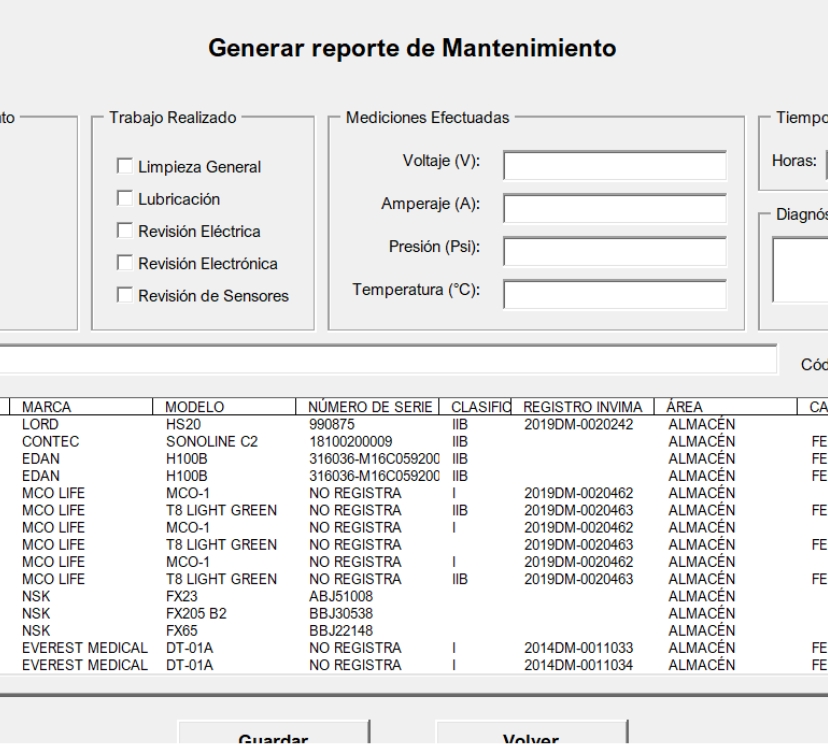 Generar reporte de Mantenimiento
Trabajo Realizado
Limpieza General
Lubricación
Revisión Eléctrica
Revisión Electrónica
Revisión de Sensores
Mediciones Efectuadas
Voltaje (V):
Amperaje (A):
Presión (Psi):
Temperatura (°C):
Tiempo
Horas:
Diagnós
Cód
MARCA MODELO NÚMERO DE SERIE CLASIFIC REGISTRO INVIMA ÁREA CA
LORD HS20 990875 IIB 2019DM-0020242 ALMACÉN
CONTEC SONOLINE C2 18100200009 IIB ALMACÉN FE
EDAN H100B 316036-M16C059200 IIB ALMACÉN FE
EDAN H100B 316036-M16C059200 IIB ALMACÉN FE
MCO LIFE MCO-1 NO REGISTRA I 2019DM-0020462 ALMACÉN
MCO LIFE T8 LIGHT GREEN NO REGISTRA IIB 2019DM-0020463 ALMACÉN FE
MCO LIFE MCO-1 NO REGISTRA I 2019DM-0020462 ALMACÉN
MCO LIFE T8 LIGHT GREEN NO REGISTRA 2019DM-0020463 ALMACÉN FE
MCO LIFE MCO-1 NO REGISTRA I 2019DM-0020462 ALMACÉN
MCO LIFE T8 LIGHT GREEN NO REGISTRA IIB 2019DM-0020463 ALMACÉN FE
NSK FX23 ABJ51008 ALMACÉN
NSK FX205 B2 BBJ30538 ALMACÉN
NSK FX65 BBJ22148 ALMACÉN
EVEREST MEDICAL DT-01A NO REGISTRA I 2014DM-0011033 ALMACÉN FE
EVEREST MEDICAL DT-01A NO REGISTRA I 2014DM-0011034 ALMACÉN FE
Guardar Volver